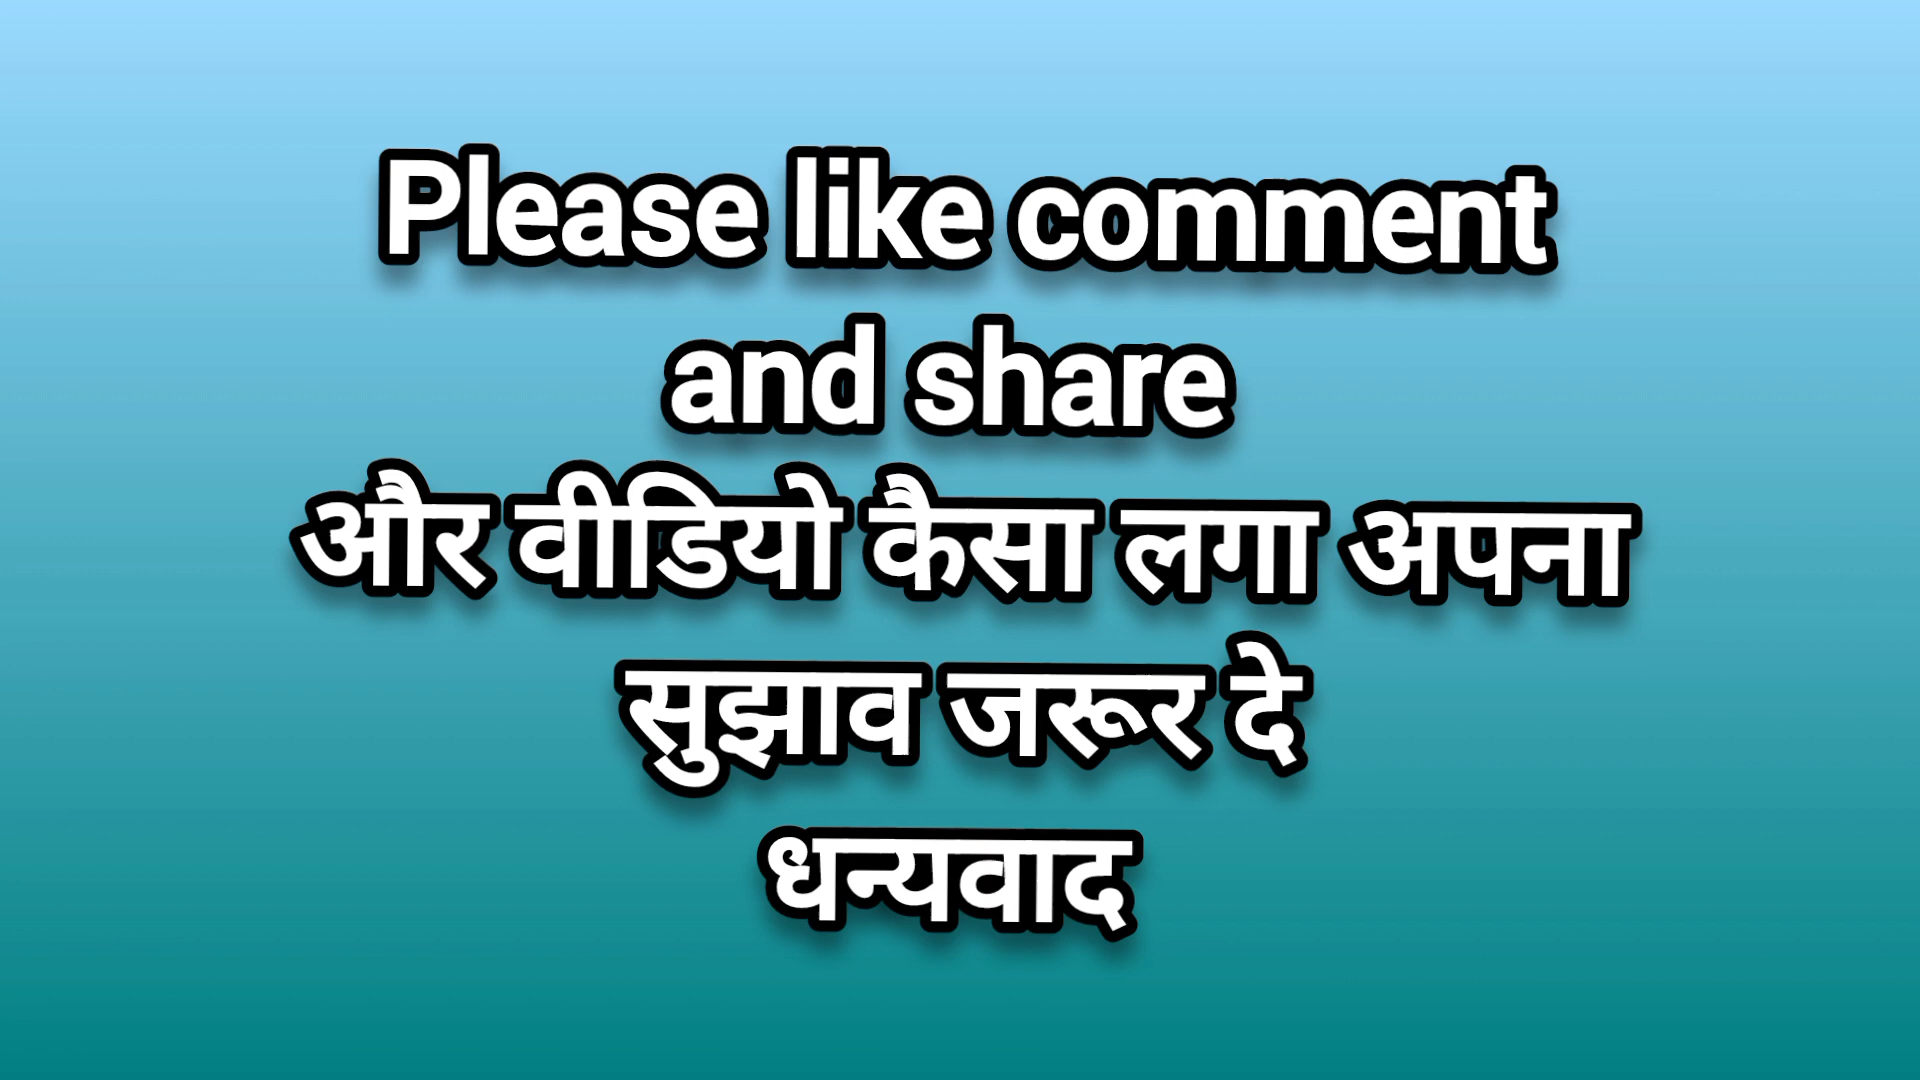 Please like comment
and share
और वीडियो कैसा लगा अपना
सुझाव जरूर दे
धन्यवाद